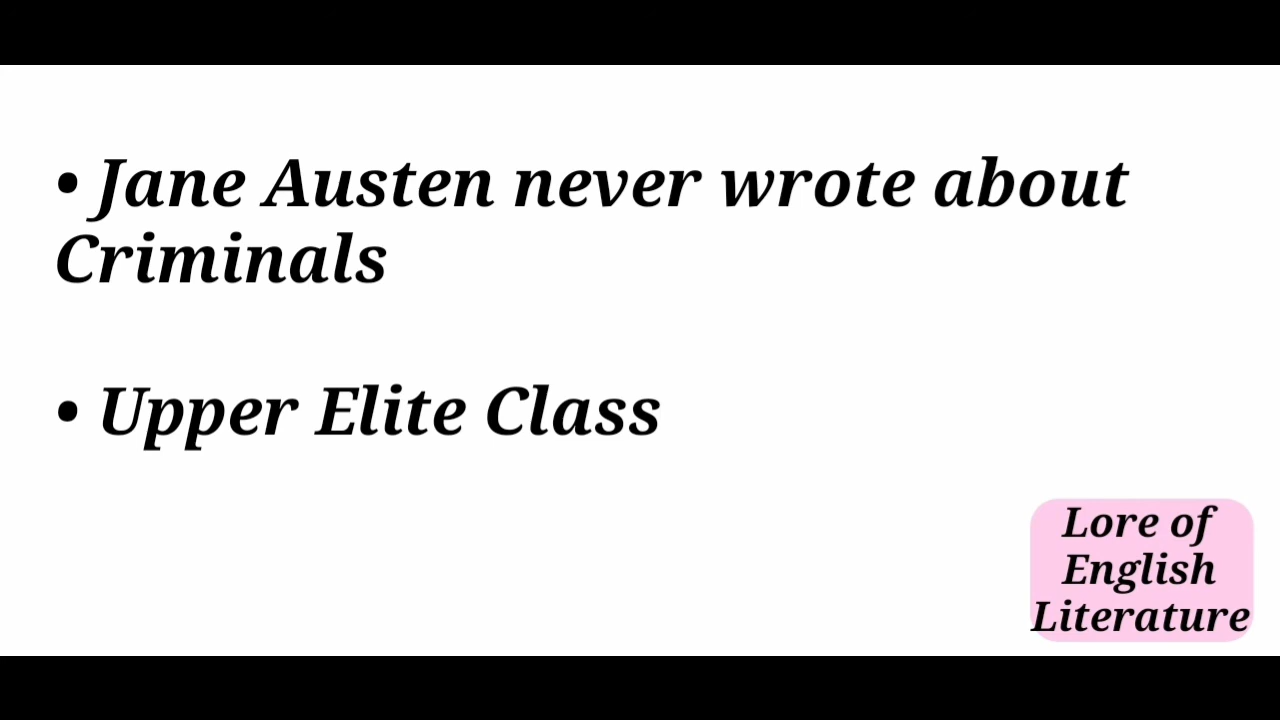 • Jane Austen never wrote about
Criminals
• Upper Elite Class
Lore of
English
Literature